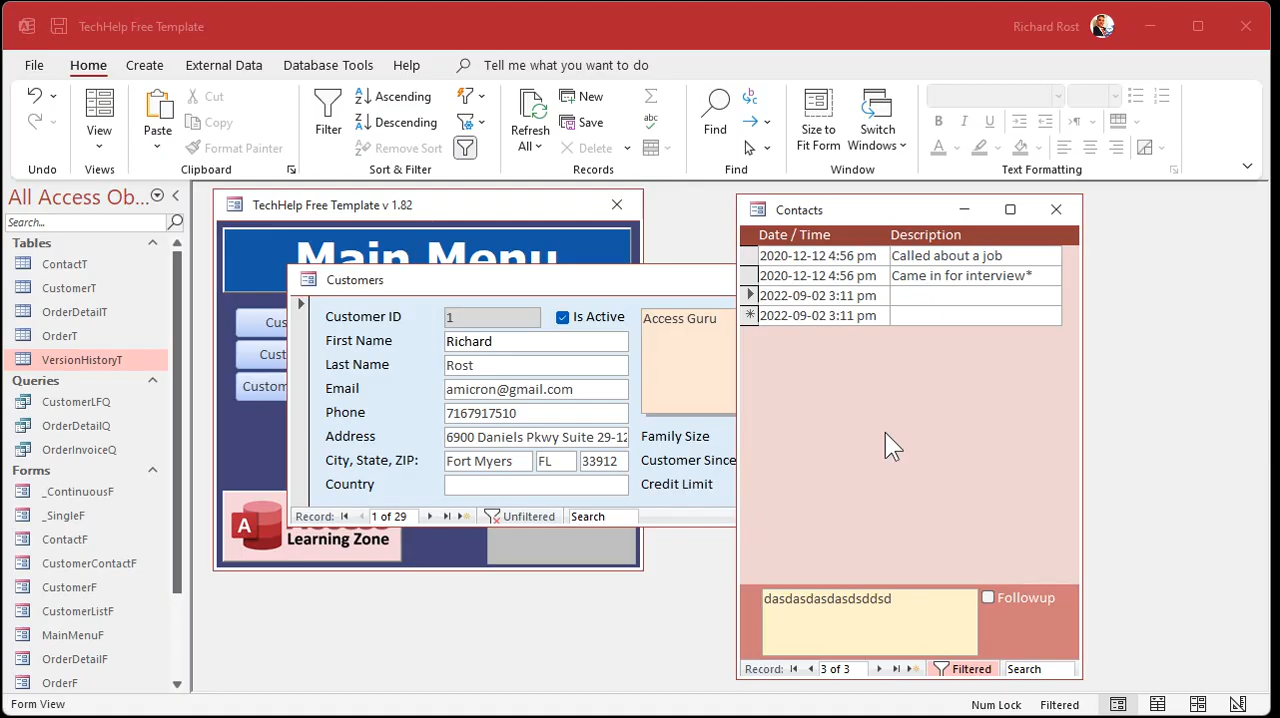 TechHelp Free Template
Richard Rost
File Home Create External Data Database Tools Help Tell me what you want to do
Undo
View
Views
Paste
Cut
Copy
Format Painter
Clipboard
Filter
Ascending
Descending
Remove Sort
Sort & Filter
Refresh
All
New
Save
Delete
Records
Find
Find
Size to
Fit Form
Switch
Windows
Window
B I U
A
Text Formatting
All Access Ob...
Search...
Tables
ContactT
CustomerT
OrderDetailT
OrderT
VersionHistoryT
Queries
CustomerLFQ
OrderDetailQ
OrderInvoiceQ
Forms
_ContinuousF
_SingleF
ContactF
CustomerContactF
CustomerF
CustomerListF
MainMenuF
OrderDetailF
OrderF
TechHelp Free Template v 1.82
Main Menu
Cus
Cust
Custom
A
Learning Zone
Customers
Customer ID 1 Is Active
First Name Richard
Last Name Rost
Email amicron@gmail.com
Phone 7167917510
Address 6900 Daniels Pkwy Suite 29-12
City, State, ZIP: Fort Myers FL 33912
Country
Access Guru
Family Size
Customer Since
Credit Limit
Record: 1 of 29 Unfiltered Search
Contacts
Date / Time Description
2020-12-12 4:56 pm Called about a job
2020-12-12 4:56 pm Came in for interview*
2022-09-02 3:11 pm
2022-09-02 3:11 pm
dasdasdasdasdsddsd
Followup
Record: 3 of 3 Filtered Search
Form View
Num Lock Filtered